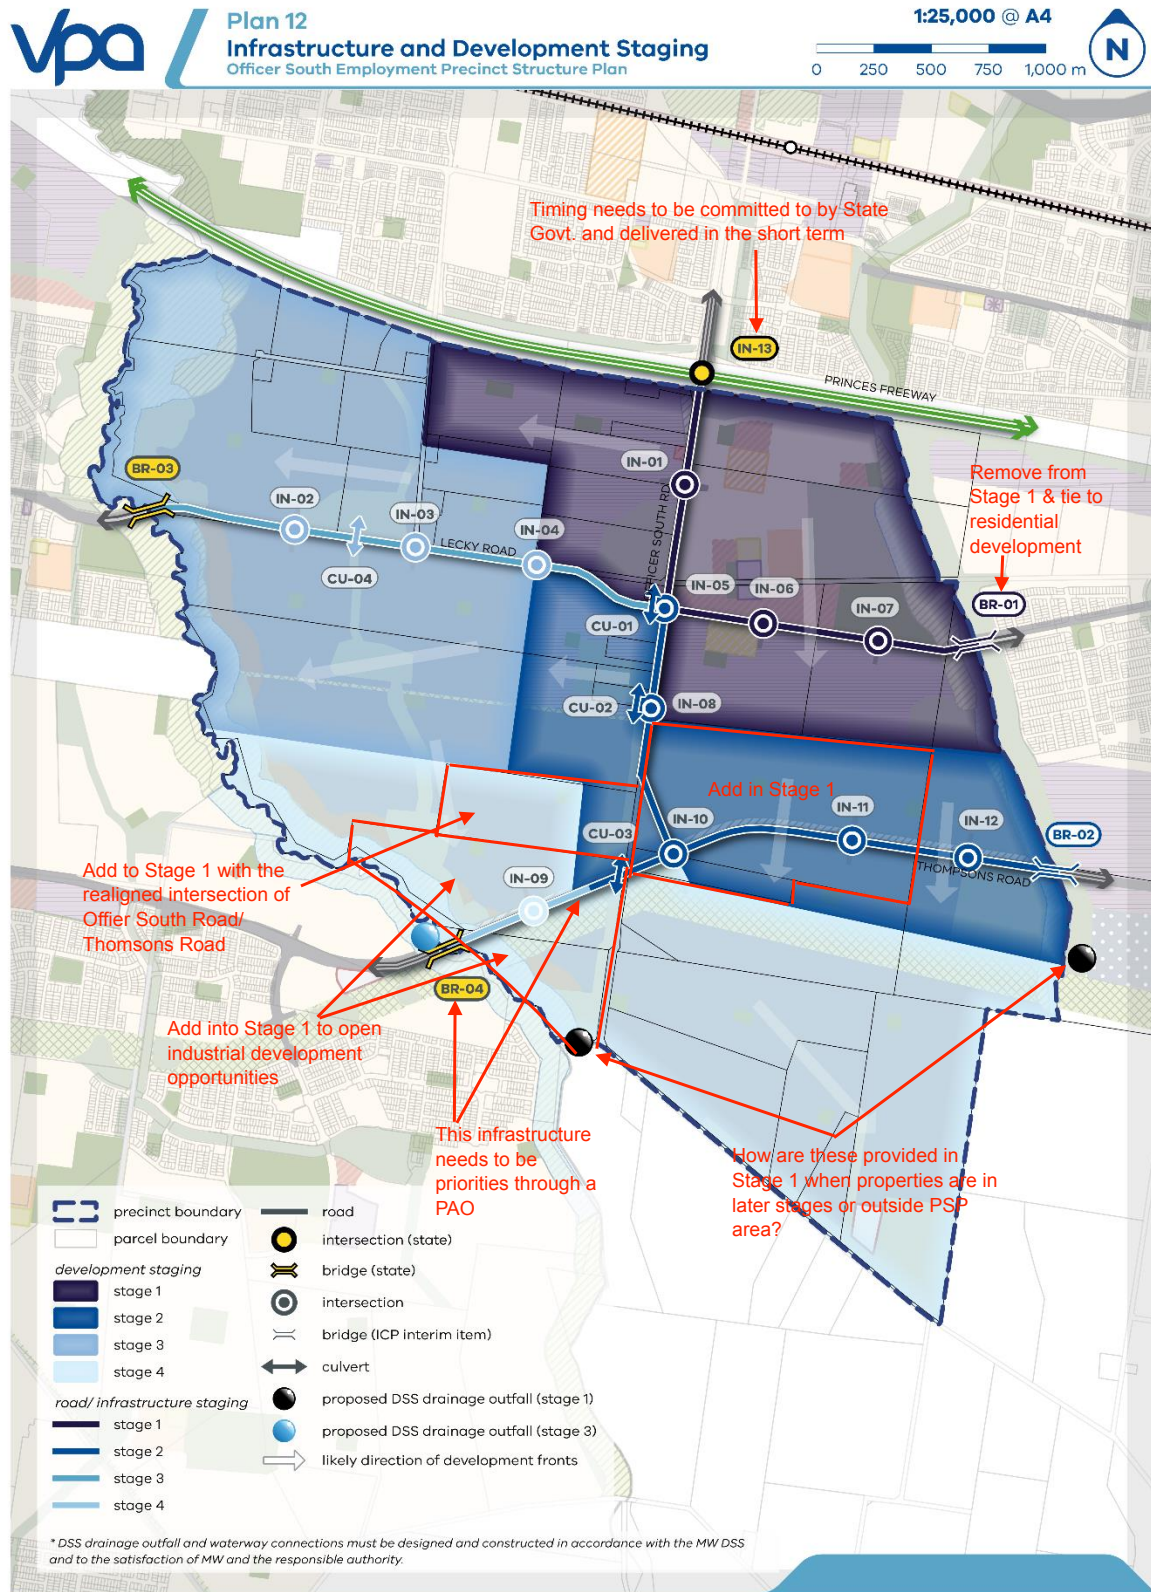 vpa
Plan 12
Infrastructure and Development Staging
Officer South Employment Precinct Structure Plan
1:25,000 @ A4
0 250 500 750 1,000 m
N
Timing needs to be committed to by State
Govt. and delivered in the short term
IN-13
PRINCES FREEWAY
IN-01
OFFICER SOUTH RD
BR-03
IN-02
IN-03
IN-04
LECKY ROAD
CU-04
Remove from
Stage 1 & tie to
residential
development
IN-05
IN-06
IN-07
BR-01
CU-01
CU-02
IN-08
Add in Stage 1
IN-11
IN-10
IN-12
BR-02
CU-03
THOMPSONS ROAD
IN-09
Add to Stage 1 with the
realigned intersection of
Offier South Road/
Thomsons Road
BR-04
Add into Stage 1 to open
industrial development
opportunities
This infrastructure
needs to be
priorities through a
PAO
How are these provided in
Stage 1 when properties are in
later stages or outside PSP
area?
precinct boundary
parcel boundary
development staging
stage 1
stage 2
stage 3
stage 4
road/ infrastructure staging
stage 1
stage 2
stage 3
stage 4
road
intersection (state)
bridge (state)
intersection
bridge (ICP interim item)
culvert
proposed DSS drainage outfall (stage 1)
proposed DSS drainage outfall (stage 3)
likely direction of development fronts
* DSS drainage outfall and waterway connections must be designed and constructed in accordance with the MW DSS
and to the satisfaction of MW and the responsible authority.